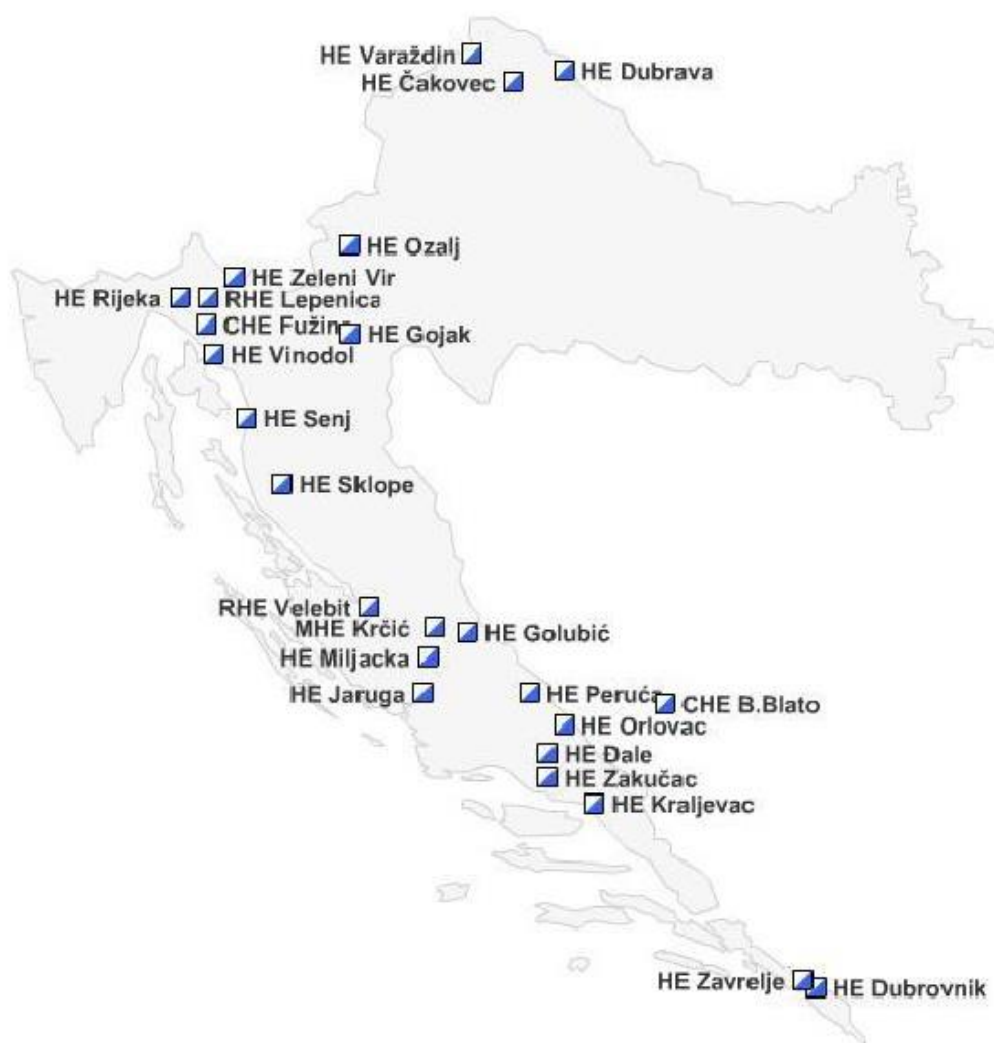 HE Varaždin
HE Dubrava
HE Čakovec
HE Ozalj
HE Zeleni Vir
HE Rijeka
RHE Lepenica
CHE Fužine
HE Gojak
HE Vinodol
HE Senj
HE Sklope
RHE Velebit
MHE Krčić
HE Golubić
HE Miljacka
HE Jaruga
HE Peruća
CHE B.Blato
HE Orlovac
HE Đale
HE Zakučac
HE Kraljevac
HE Zavrelje
HE Dubrovnik